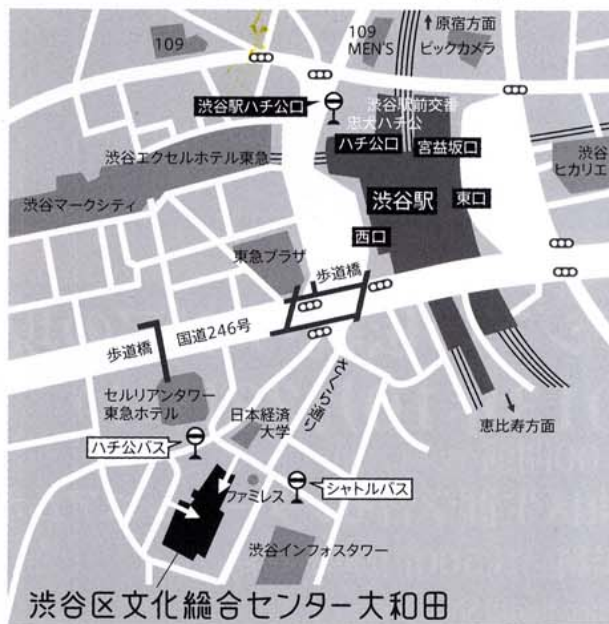 原宿方面
109
MEN'S
ビックカメラ
109
渋谷駅ハチ公口
渋谷駅前交番
忠犬ハチ公
ハチ公口
宮益坂口
渋谷エクセルホテル東急
渋谷
ヒカリエ
渋谷駅
東口
渋谷マークシティ
西口
東急プラザ
歩道橋
国道246号
歩道橋
さくら通り
セルリアンタワー
東急ホテル
日本経済
大学
恵比寿方面
ハチ公バス
ファミレス
シャトルバス
渋谷インフォスタワー
渋谷区文化総合センター大和田